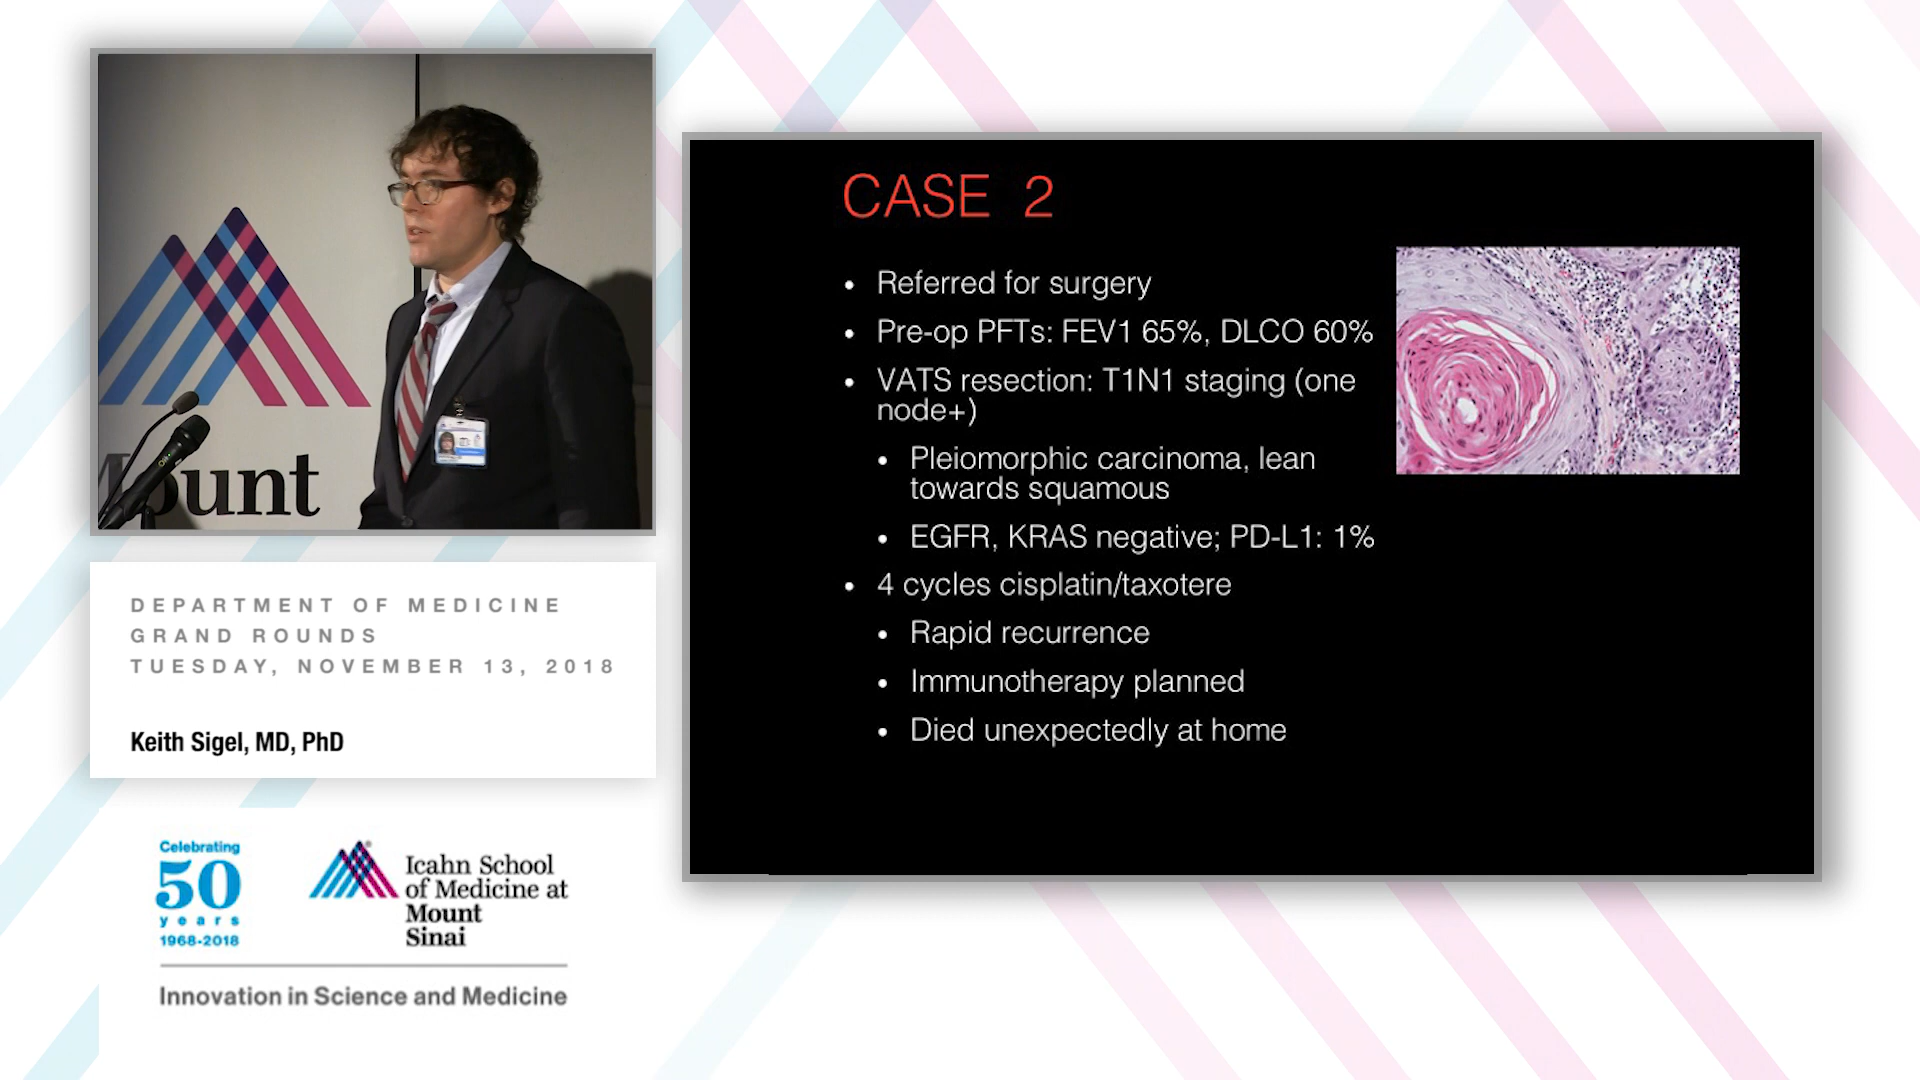 Mount
DEPARTMENT OF MEDICINE
GRAND ROUNDS
TUESDAY, NOVEMBER 13, 2018
Keith Sigel, MD, PhD
Celebrating
50
years
1968-2018
Icahn School
of Medicine at
Mount
Sinai
Innovation in Science and Medicine
CASE 2
• Referred for surgery
• Pre-op PFTs: FEV1 65%, DLCO 60%
• VATS resection: T1N1 staging (one
node+)
• Pleiomorphic carcinoma, lean
towards squamous
• EGFR, KRAS negative; PD-L1: 1%
• 4 cycles cisplatin/taxotere
• Rapid recurrence
• Immunotherapy planned
• Died unexpectedly at home